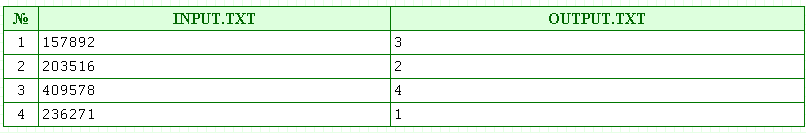 № INPUT.TXT OUTPUT.TXT
1 157892 3
2 203516 2
3 409578 4
4 236271 1